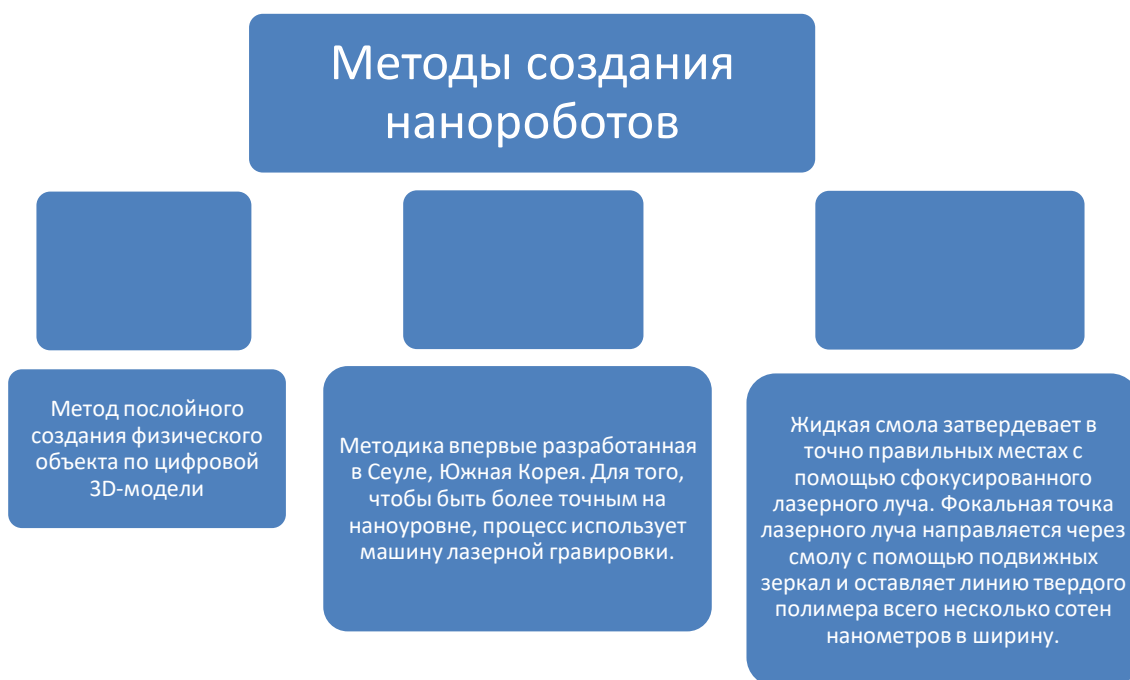 Методы создания
нанороботов
Метод послойного
создания физического
объекта по цифровой
3D-модели
Методика впервые разработанная
в Сеуле, Южная Корея. Для того,
чтобы быть более точным на
наноуровне, процесс использует
машину лазерной гравировки.
Жидкая смола затвердевает в
точно правильных местах с
помощью сфокусированного
лазерного луча. Фокальная точка
лазерного луча направляется через
смолу с помощью подвижных
зеркал и оставляет линию твердого
полимера всего несколько сотен
нанометров в ширину.